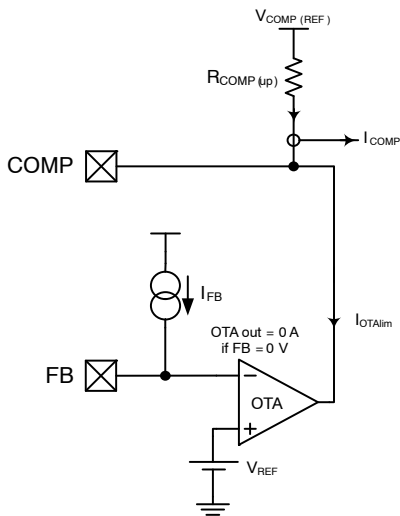 VCOMP (REF)
RCOMP(up)
ICOMP
COMP
IFB
OTA out = 0 A
if FB = 0 V
IOTAlim
FB
−
OTA
+
VREF